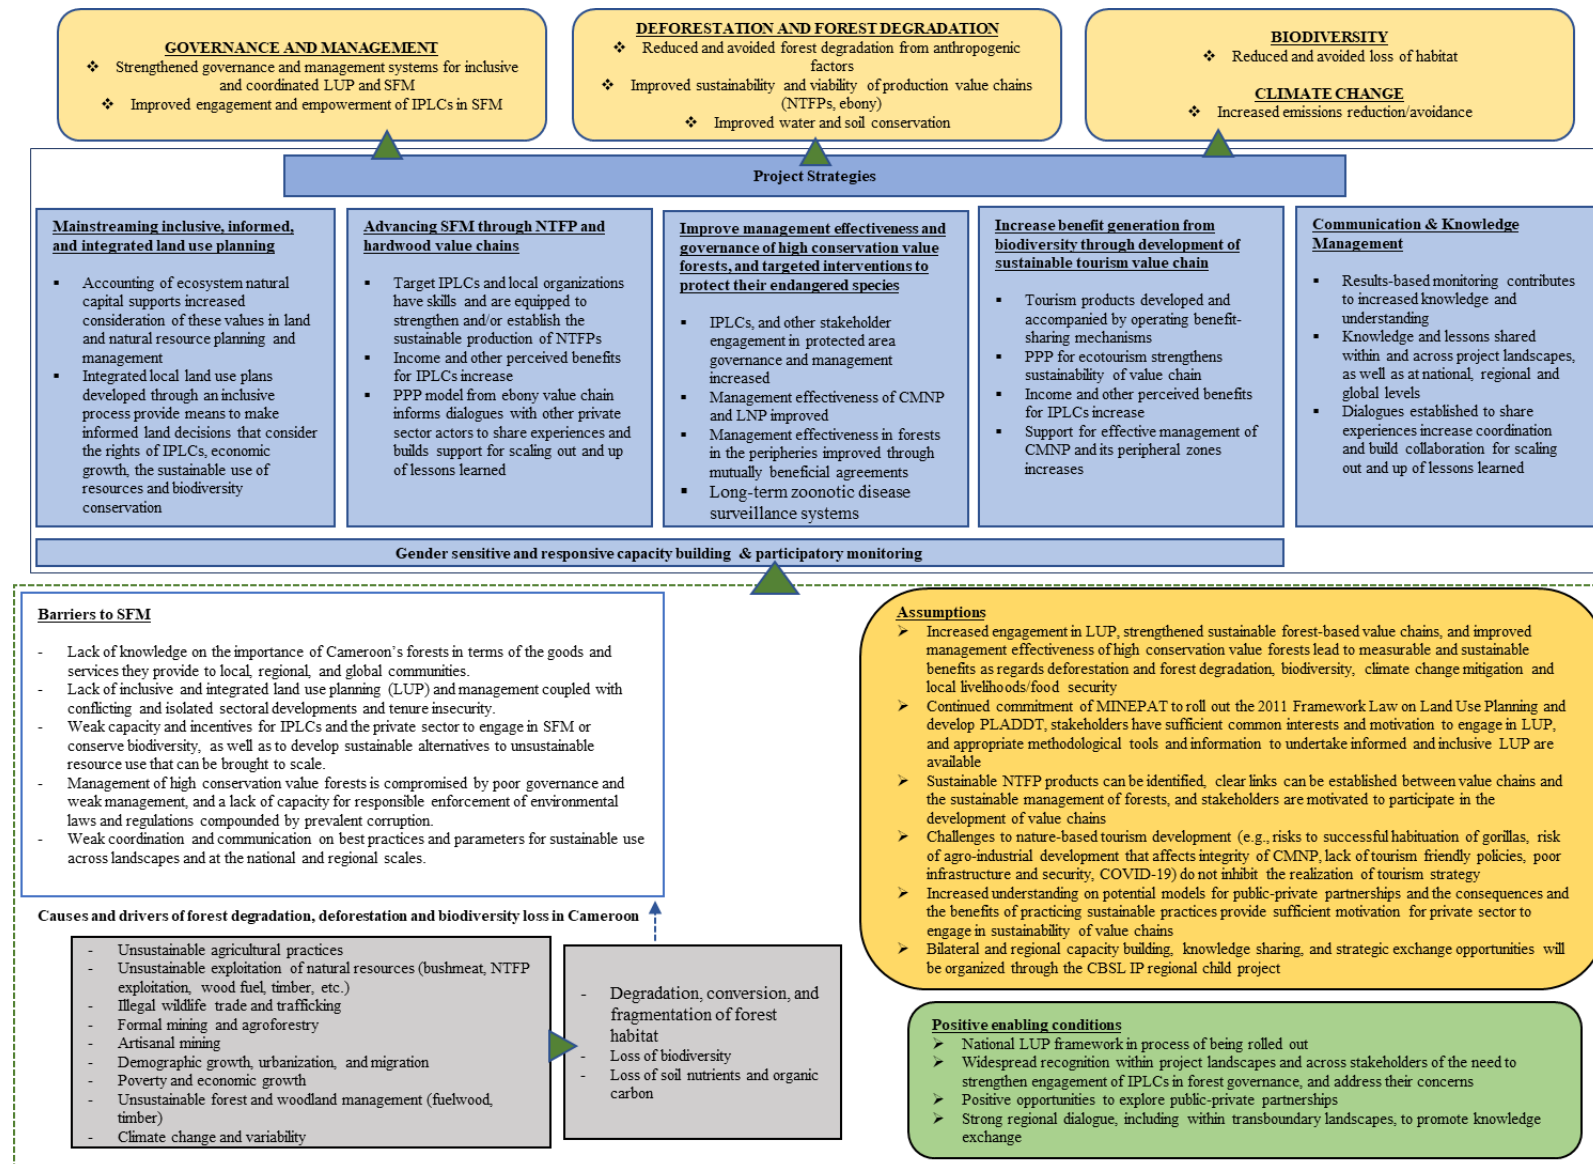 GOVERNANCE AND MANAGEMENT
❖ Strengthened governance and management systems for inclusive
and coordinated LUP and SFM
❖ Improved engagement and empowerment of IPLCs in SFM
DEFORESTATION AND FOREST DEGRADATION
❖ Reduced and avoided forest degradation from anthropogenic
factors
❖ Improved sustainability and viability of production value chains
(NTFPs, ebony)
❖ Improved water and soil conservation
BIODIVERSITY
❖ Reduced and avoided loss of habitat
CLIMATE CHANGE
❖ Increased emissions reduction/avoidance
Project Strategies
Mainstreaming inclusive, informed,
and integrated land use planning
▪ Accounting of ecosystem natural
capital supports increased
consideration of these values in land
and natural resource planning and
management
▪ Integrated local land use plans
developed through an inclusive
process provide means to make
informed land decisions that consider
the rights of IPLCs, economic
growth, the sustainable use of
resources and biodiversity
conservation
Advancing SFM through NTFP and
hardwood value chains
▪ Target IPLCs and local organizations
have skills and are equipped to
strengthen and/or establish the
sustainable production of NTFPs
▪ Income and other perceived benefits
for IPLCs increase
▪ PPP model from ebony value chain
informs dialogues with other private
sector actors to share experiences and
builds support for scaling out and up
of lessons learned
Improve management effectiveness and
governance of high conservation value
forests, and targeted interventions to
protect their endangered species
▪ IPLCs, and other stakeholder
engagement in protected area
governance and management
increased
▪ Management effectiveness of CMNP
and LNP improved
▪ Management effectiveness in forests
in the peripheries improved through
mutually beneficial agreements
▪ Long-term zoonotic disease
surveillance systems
Increase benefit generation from
biodiversity through development of
sustainable tourism value chain
▪ Tourism products developed and
accompanied by operating benefit-
sharing mechanisms
▪ PPP for ecotourism strengthens
sustainability of value chain
▪ Income and other perceived benefits
for IPLCs increase
▪ Support for effective management of
CMNP and its peripheral zones
increases
Communication & Knowledge
Management
▪ Results-based monitoring contributes
to increased knowledge and
understanding
▪ Knowledge and lessons shared
within and across project landscapes,
as well as at national, regional and
global levels
▪ Dialogues established to share
experiences increase coordination
and build collaboration for scaling
out and up of lessons learned
Gender sensitive and responsive capacity building & participatory monitoring
Barriers to SFM
- Lack of knowledge on the importance of Cameroon's forests in terms of the goods and
services they provide to local, regional, and global communities.
- Lack of inclusive and integrated land use planning (LUP) and management coupled with
conflicting and isolated sectoral developments and tenure insecurity.
- Weak capacity and incentives for IPLCs and the private sector to engage in SFM or
conserve biodiversity, as well as to develop sustainable alternatives to unsustainable
resource use that can be brought to scale.
- Management of high conservation value forests is compromised by poor governance and
weak management, and a lack of capacity for responsible enforcement of environmental
laws and regulations compounded by prevalent corruption.
- Weak coordination and communication on best practices and parameters for sustainable use
across landscapes and at the national and regional scales.
Causes and drivers of forest degradation, deforestation and biodiversity loss in Cameroon
- Unsustainable agricultural practices
- Unsustainable exploitation of natural resources (bushmeat, NTFP
exploitation, wood fuel, timber, etc.)
- Illegal wildlife trade and trafficking
- Formal mining and agroforestry
- Artisanal mining
- Demographic growth, urbanization, and migration
- Poverty and economic growth
- Unsustainable forest and woodland management (fuelwood,
timber)
- Climate change and variability
- Degradation, conversion, and
fragmentation of forest
habitat
- Loss of biodiversity
- Loss of soil nutrients and organic
carbon
Assumptions
➢ Increased engagement in LUP, strengthened sustainable forest-based value chains, and improved
management effectiveness of high conservation value forests lead to measurable and sustainable
benefits as regards deforestation and forest degradation, biodiversity, climate change mitigation and
local livelihoods/food security
➢ Continued commitment of MINEPAT to roll out the 2011 Framework Law on Land Use Planning and
develop PLADDT, stakeholders have sufficient common interests and motivation to engage in LUP,
and appropriate methodological tools and information to undertake informed and inclusive LUP are
available
➢ Sustainable NTFP products can be identified, clear links can be established between value chains and
the sustainable management of forests, and stakeholders are motivated to participate in the
development of value chains
➢ Challenges to nature-based tourism development (e.g., risks to successful habituation of gorillas, risk
of agro-industrial development that affects integrity of CMNP, lack of tourism friendly policies, poor
infrastructure and security, COVID-19) do not inhibit the realization of tourism strategy
➢ Increased understanding on potential models for public-private partnerships and the consequences and
the benefits of practicing sustainable practices provide sufficient motivation for private sector to
engage in sustainability of value chains
➢ Bilateral and regional capacity building, knowledge sharing, and strategic exchange opportunities will
be organized through the CBSL IP regional child project
Positive enabling conditions
➢ National LUP framework in process of being rolled out
➢ Widespread recognition within project landscapes and across stakeholders of the need to
strengthen engagement of IPLCs in forest governance, and address their concerns
➢ Positive opportunities to explore public-private partnerships
➢ Strong regional dialogue, including within transboundary landscapes, to promote knowledge
exchange